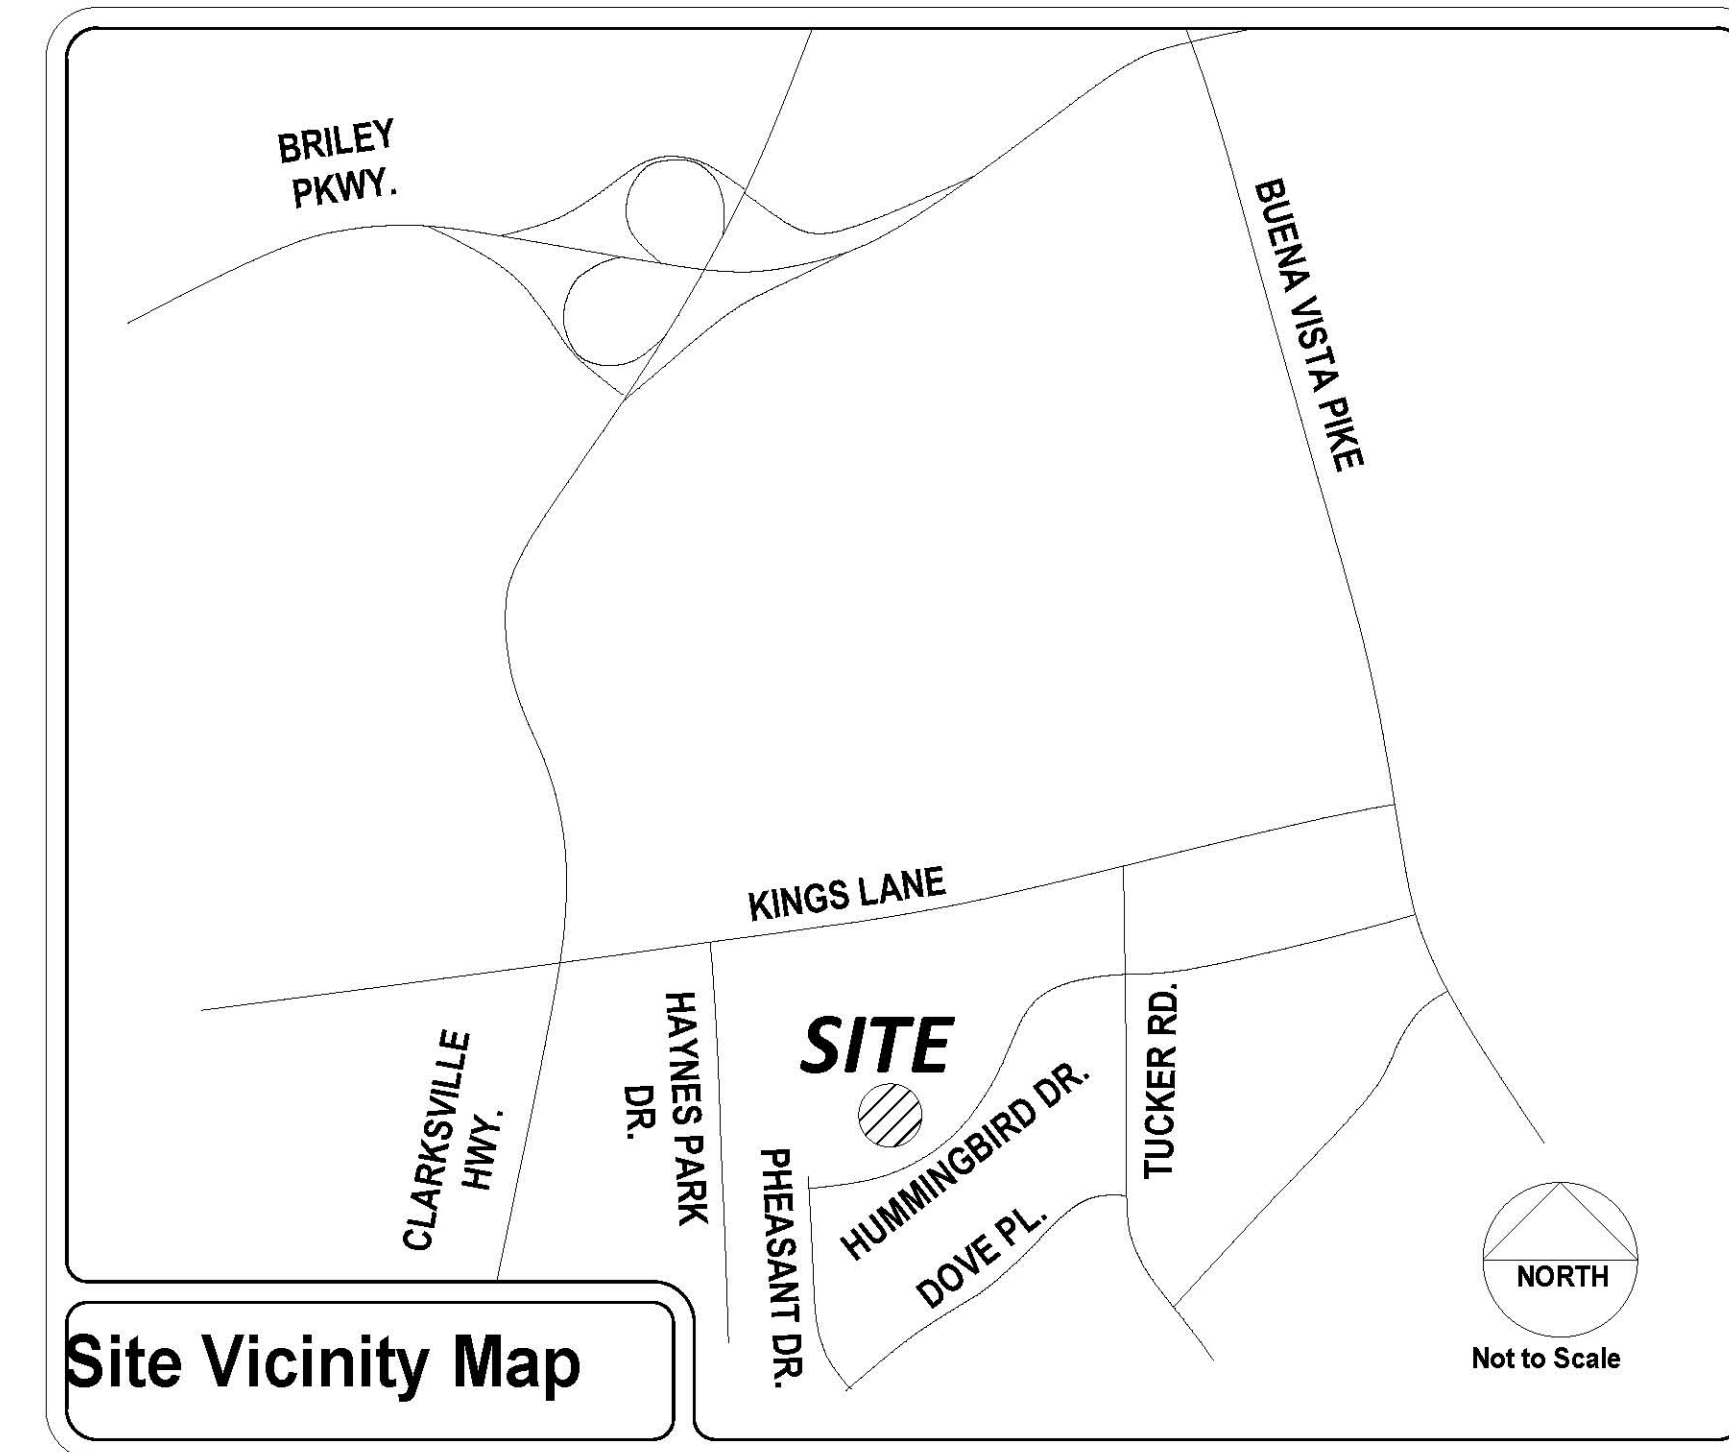 BRILEY
PKWY.
BUENA VISTA PIKE
KINGS LANE
SITE
HAYNES PARK
DR.
CLARKSVILLE
HWY.
PHEASANT DR.
HUMMINGBIRD DR.
DOVE PL.
TUCKER RD.
NORTH
Not to Scale
Site Vicinity Map